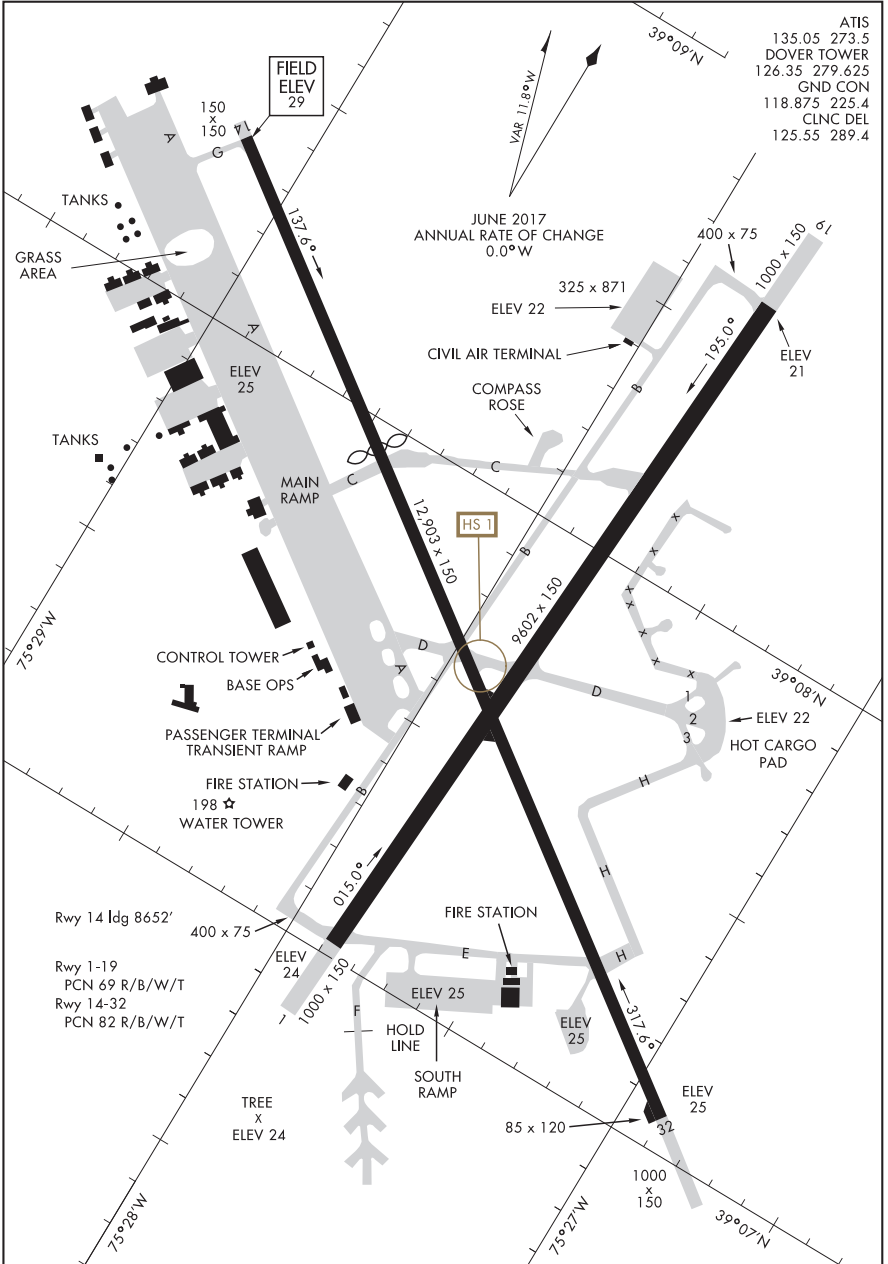 ATIS
135.05 273.5
DOVER TOWER
126.35 279.625
GND CON
118.875 225.4
CLNC DEL
125.55 289.4
39°09'N
VAR 11.8°W
JUNE 2017
ANNUAL RATE OF CHANGE
0.0°W
FIELD
ELEV
29
150
x
150
14
A
G
137.6°
TANKS
GRASS
AREA
A
ELEV
25
TANKS
MAIN
RAMP
C
12,903 x 150
400 x 75
1000 x 150
19
325 x 871
ELEV 22
CIVIL AIR TERMINAL
195.0°
ELEV
21
B
COMPASS
ROSE
C
HS 1
B
9602 x 150
x
x
x
x
x
x
75°29'W
CONTROL TOWER
BASE OPS
D
A
PASSENGER TERMINAL
TRANSIENT RAMP
D
39°08'N
1
2
3
ELEV 22
HOT CARGO
PAD
H
FIRE STATION
198
WATER TOWER
B
015.0°
H
Rwy 14 ldg 8652'
400 x 75
Rwy 1-19
PCN 69 R/B/W/T
Rwy 14-32
PCN 82 R/B/W/T
ELEV
24
1000 x 150
1
FIRE STATION
E
H
ELEV 25
F
HOLD
LINE
SOUTH
RAMP
ELEV
25
317.6°
ELEV
25
TREE
x
ELEV 24
85 x 120
32
1000
x
150
75°28'W
75°27'W
39°07'N